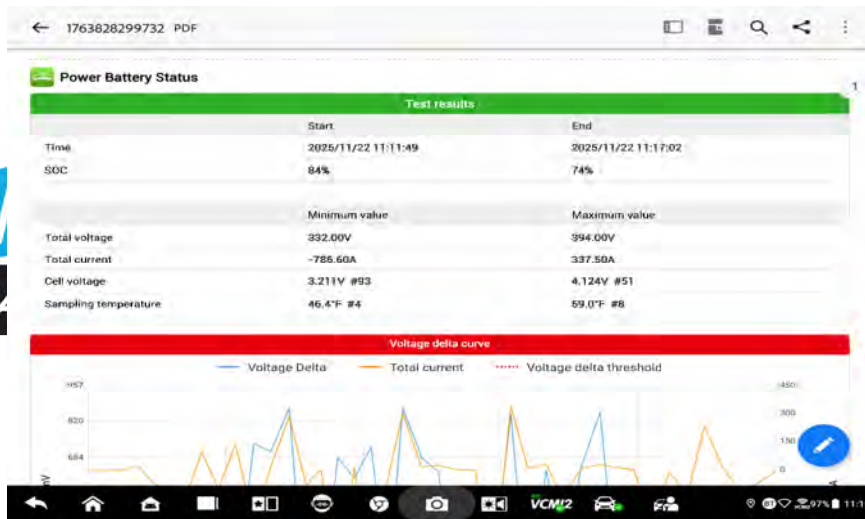 1763828299732 PDF
Power Battery Status
1
Test results
Start End
Time 2025/11/22 11:11:49 2025/11/22 11:17:02
SOC 84% 74%
Minimum value Maximum value
Total voltage 332.00V 394.00V
Total current -786.60A 337.50A
Cell voltage 3.211V #93 4.124V #51
Sampling temperature 46.4°F #4 59.0°F #8
Voltage delta curve
Voltage Delta Total current Voltage delta threshold
957 450
820 300
150
684
0
VCMI2 97%